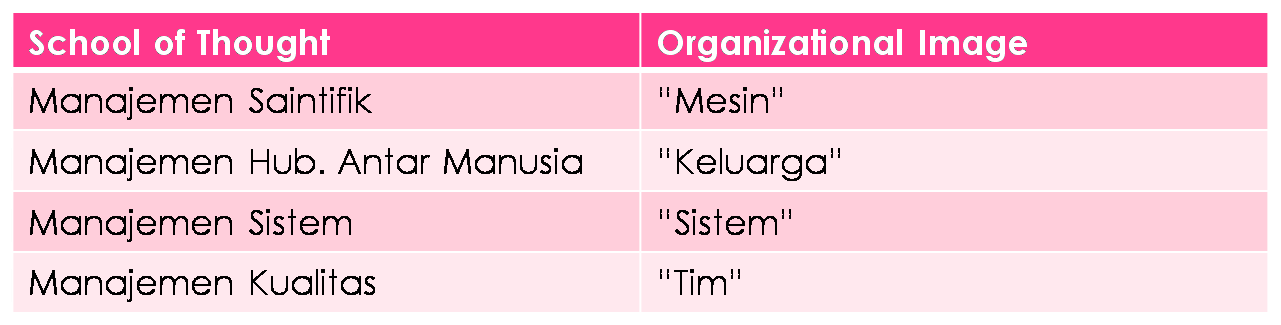 School of Thought Organizational Image
Manajemen Saintifik "Mesin"
Manajemen Hub. Antar Manusia "Keluarga"
Manajemen Sistem "Sistem"
Manajemen Kualitas "Tim"